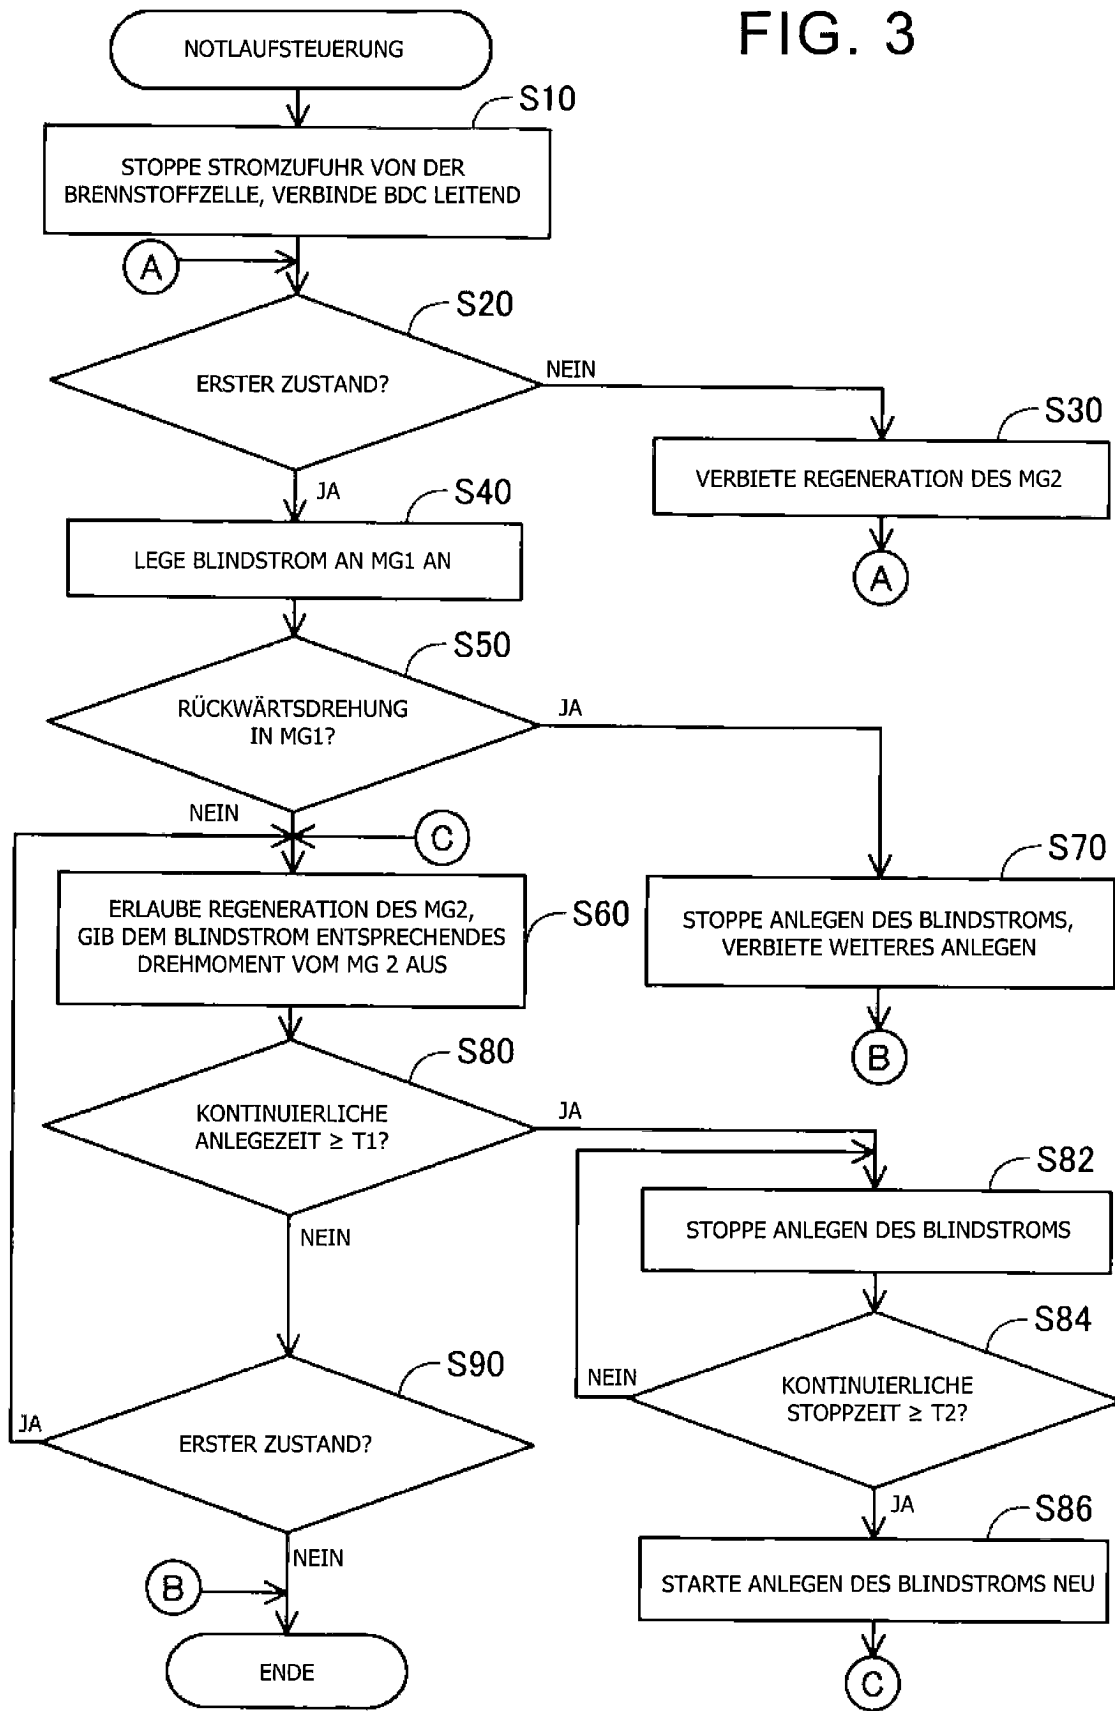 FIG. 3
NOTLAUFSTEUERUNG
S10
STOPPE STROMZUFUHR VON DER
BRENNSTOFFZELLE, VERBINDE BDC LEITEND
A
S20
ERSTER ZUSTAND?
NEIN
JA
S30
VERBIETE REGENERATION DES MG2
A
S40
LEGE BLINDSTROM AN MG1 AN
S50
RÜCKWÄRTSDREHUNG
IN MG1?
JA
NEIN
C
S70
STOPPE ANLEGEN DES BLINDSTROMS,
VERBIETE WEITERES ANLEGEN
B
S60
ERLAUBE REGENERATION DES MG2,
GIB DEM BLINDSTROM ENTSPRECHENDES
DREHMOMENT VOM MG 2 AUS
S80
KONTINUIERLICHE
ANLEGEZEIT ≥ T1?
JA
NEIN
S82
STOPPE ANLEGEN DES BLINDSTROMS
S84
KONTINUIERLICHE
STOPPZEIT ≥ T2?
NEIN
JA
S86
STARTE ANLEGEN DES BLINDSTROMS NEU
C
S90
ERSTER ZUSTAND?
JA
NEIN
B
ENDE